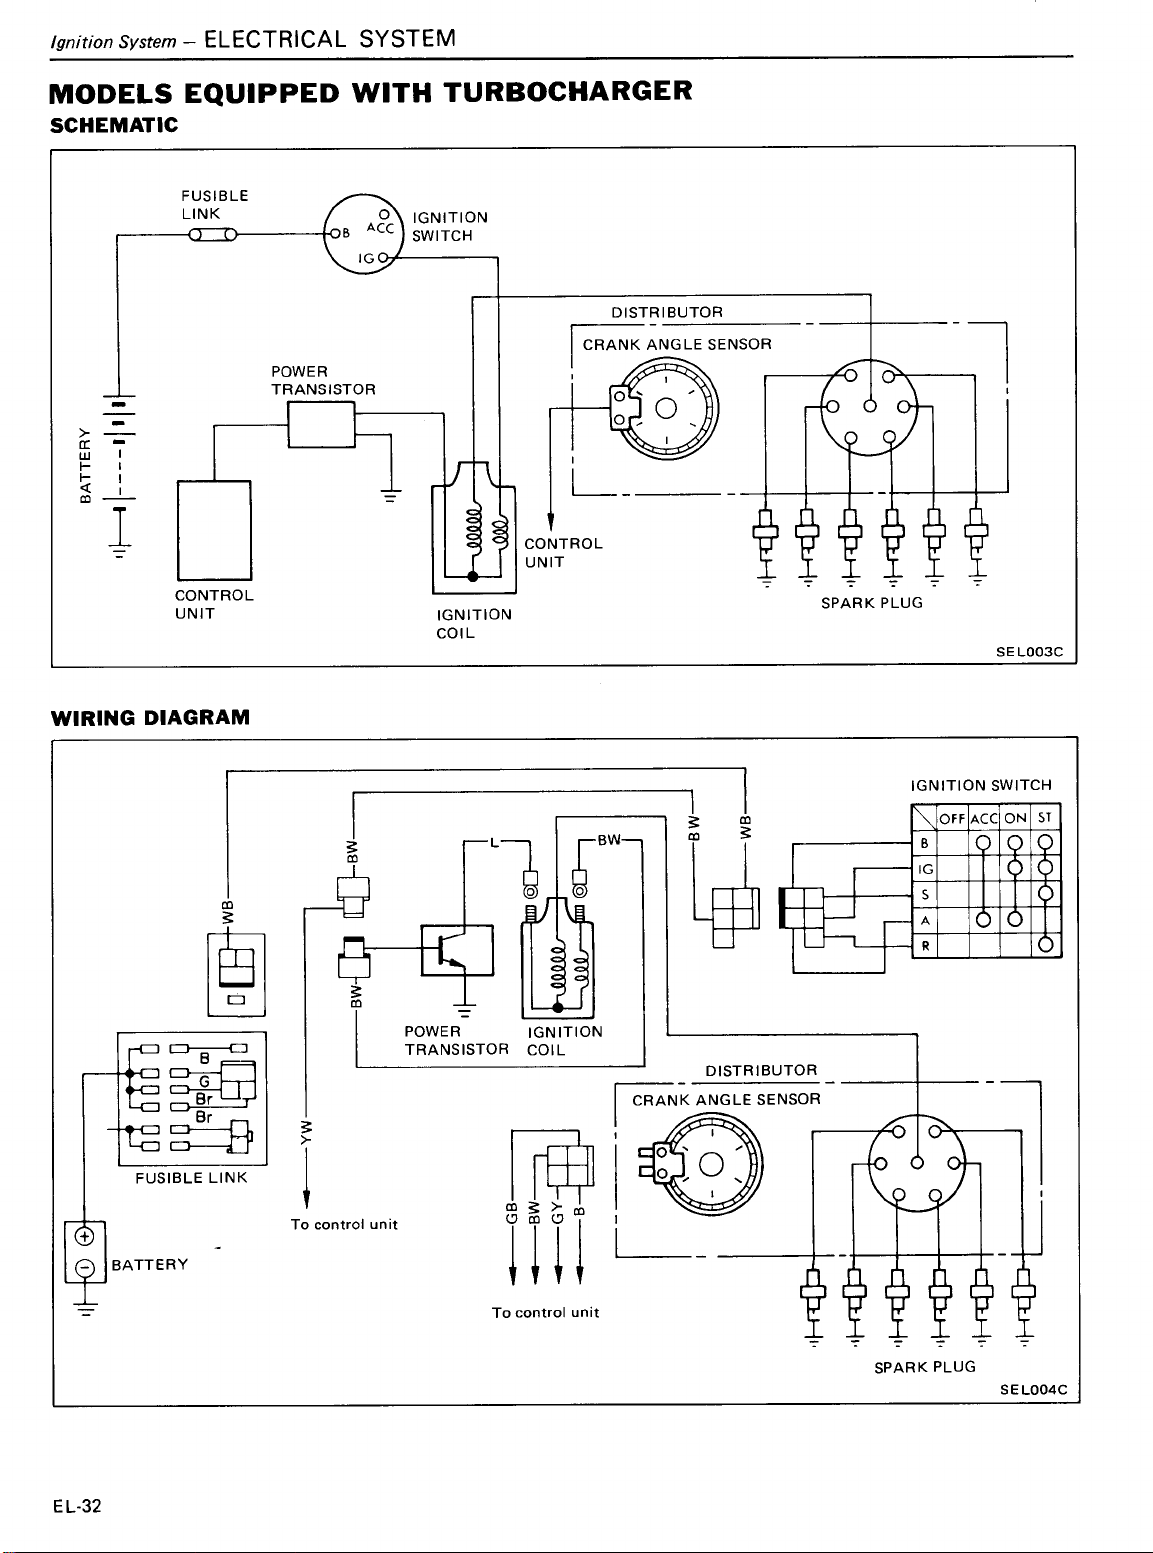 Ignition System – ELECTRICAL SYSTEM
MODELS EQUIPPED WITH TURBOCHARGER
SCHEMATIC
FUSIBLE
LINK
B
ACC
IG
IGNITION
SWITCH
DISTRIBUTOR
CRANK ANGLE SENSOR
POWER
TRANSISTOR
BATTERY
CONTROL
UNIT
CONTROL
UNIT
IGNITION
COIL
SPARK PLUG
SEL003C
WIRING DIAGRAM
IGNITION SWITCH
OFF ACC ON ST
B
IG
S
A
R
WB
BW
L
BW
BW
WB
BW
POWER
TRANSISTOR
IGNITION
COIL
B
G
Br
Br
FUSIBLE LINK
YW
To control unit
BATTERY
+
−
DISTRIBUTOR
CRANK ANGLE SENSOR
GB
BW
GY
B
To control unit
SPARK PLUG
SEL004C
EL-32